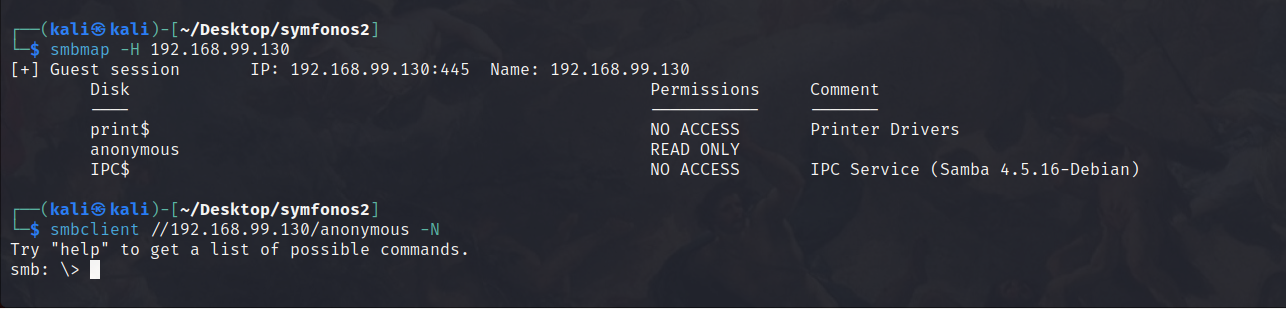 ┌──(kali㉿kali)-[~/Desktop/symfonos2]
└─$ smbmap -H 192.168.99.130
[+] Guest session       IP: 192.168.99.130:445  Name: 192.168.99.130
Disk                                                    Permissions     Comment
----                                                    -----------     -------
print$                                                  NO ACCESS       Printer Drivers
anonymous                                               READ ONLY
IPC$                                                    NO ACCESS       IPC Service (Samba 4.5.16-Debian)
┌──(kali㉿kali)-[~/Desktop/symfonos2]
└─$ smbclient //192.168.99.130/anonymous -N
Try "help" to get a list of possible commands.
smb: \>